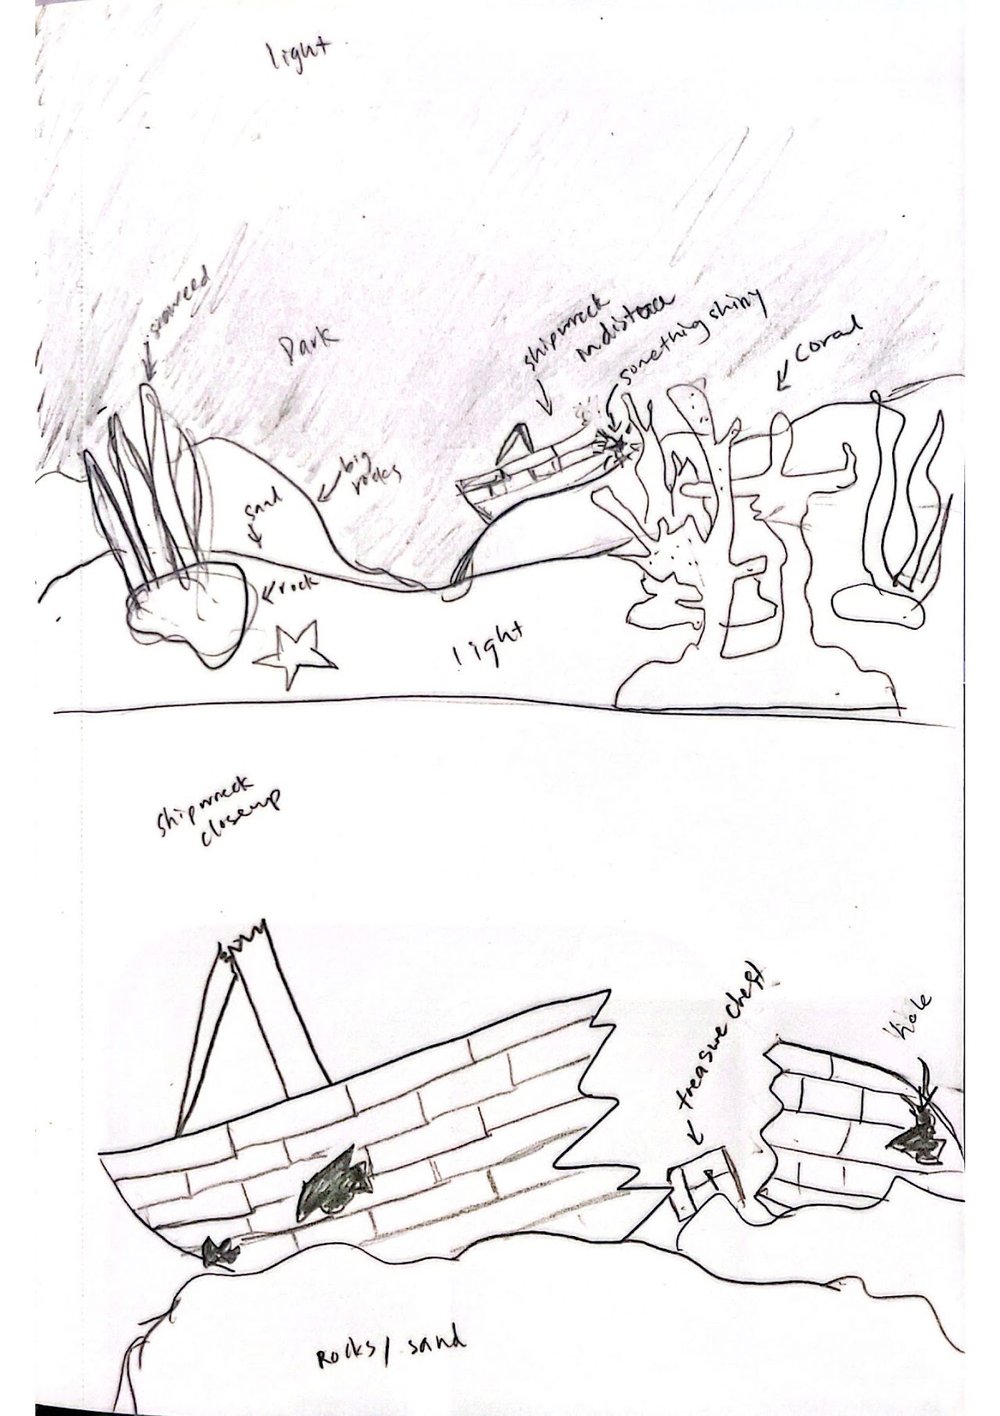 light
seaweed
Dark
shipwreck
in distance
something shiny
coral
big
rocks
sand
rock
light
shipwreck
closeup
treasure chest
hole
Rocks/ sand